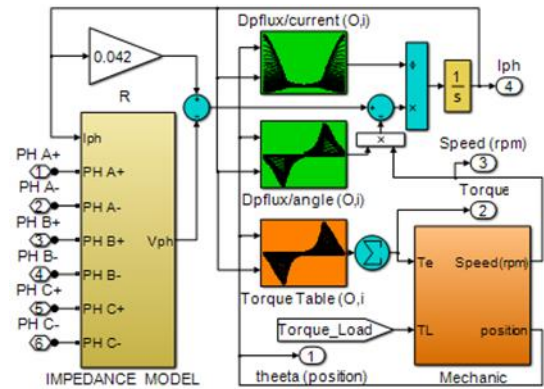 Dpflux/current (O,i)
0.042
R
Iph
PH A+
1
PH A-
2
PH B+
3
PH B-
4
PH C+
5
PH C-
6
Iph
PH A+
PH A-
PH B+
PH B-
PH C+
PH C-
Vph
IMPEDANCE MODEL
Dpflux/angle (O,i)
Torque Table (O,i
Torque_Load
1
theeta (position)
+
-
+
-
×
÷
×
1
s
Iph
4
Speed (rpm)
3
Torque
2
Σ
Te
TL
Speed(rpm)
position
Mechanic